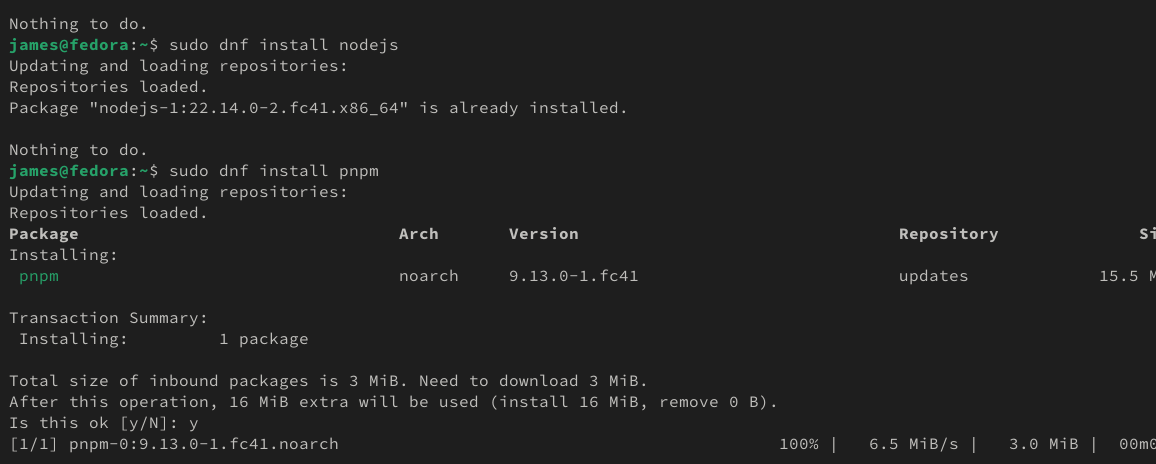 Nothing to do.
james@fedora:~$ sudo dnf install nodejs
Updating and loading repositories:
Repositories loaded.
Package "nodejs-1:22.14.0-2.fc41.x86_64" is already installed.
Nothing to do.
james@fedora:~$ sudo dnf install pnpm
Updating and loading repositories:
Repositories loaded.
Package Arch Version Repository Si
Installing:
pnpm noarch 9.13.0-1.fc41 updates 15.5 M
Transaction Summary:
Installing: 1 package
Total size of inbound packages is 3 MiB. Need to download 3 MiB.
After this operation, 16 MiB extra will be used (install 16 MiB, remove 0 B).
Is this ok [y/N]: y
[1/1] pnpm-0:9.13.0-1.fc41.noarch 100% | 6.5 MiB/s | 3.0 MiB | 00m0